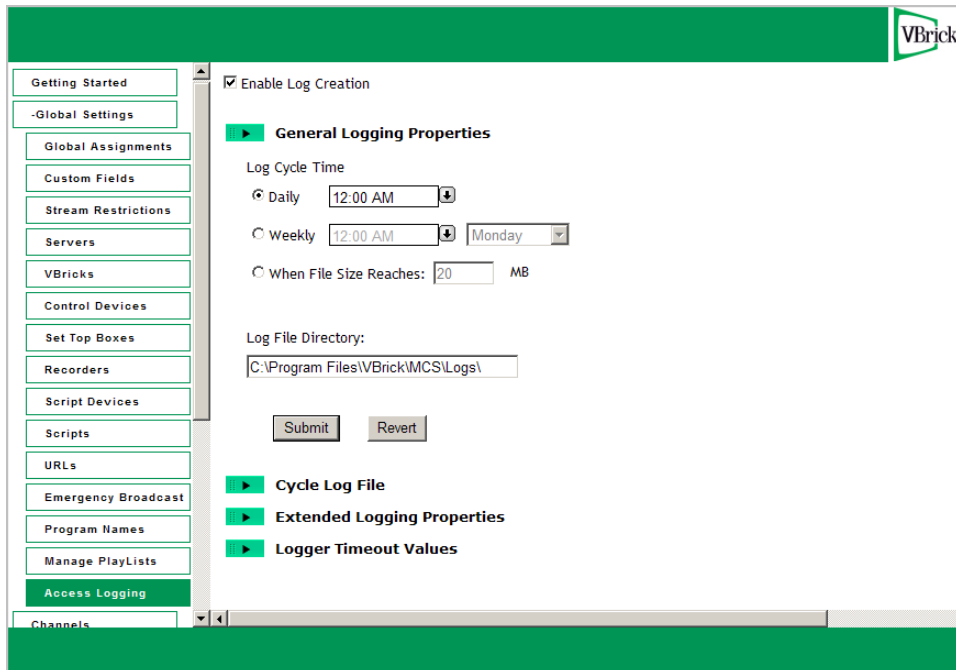 VBrick
Getting Started
-Global Settings
Global Assignments
Custom Fields
Stream Restrictions
Servers
VBricks
Control Devices
Set Top Boxes
Recorders
Script Devices
Scripts
URLs
Emergency Broadcast
Program Names
Manage PlayLists
Access Logging
Channels
Enable Log Creation
General Logging Properties
Log Cycle Time
Daily 12:00 AM
Weekly 12:00 AM Monday
When File Size Reaches: 20 MB
Log File Directory:
C:\Program Files\VBrick\MCS\Logs\
Submit Revert
Cycle Log File
Extended Logging Properties
Logger Timeout Values